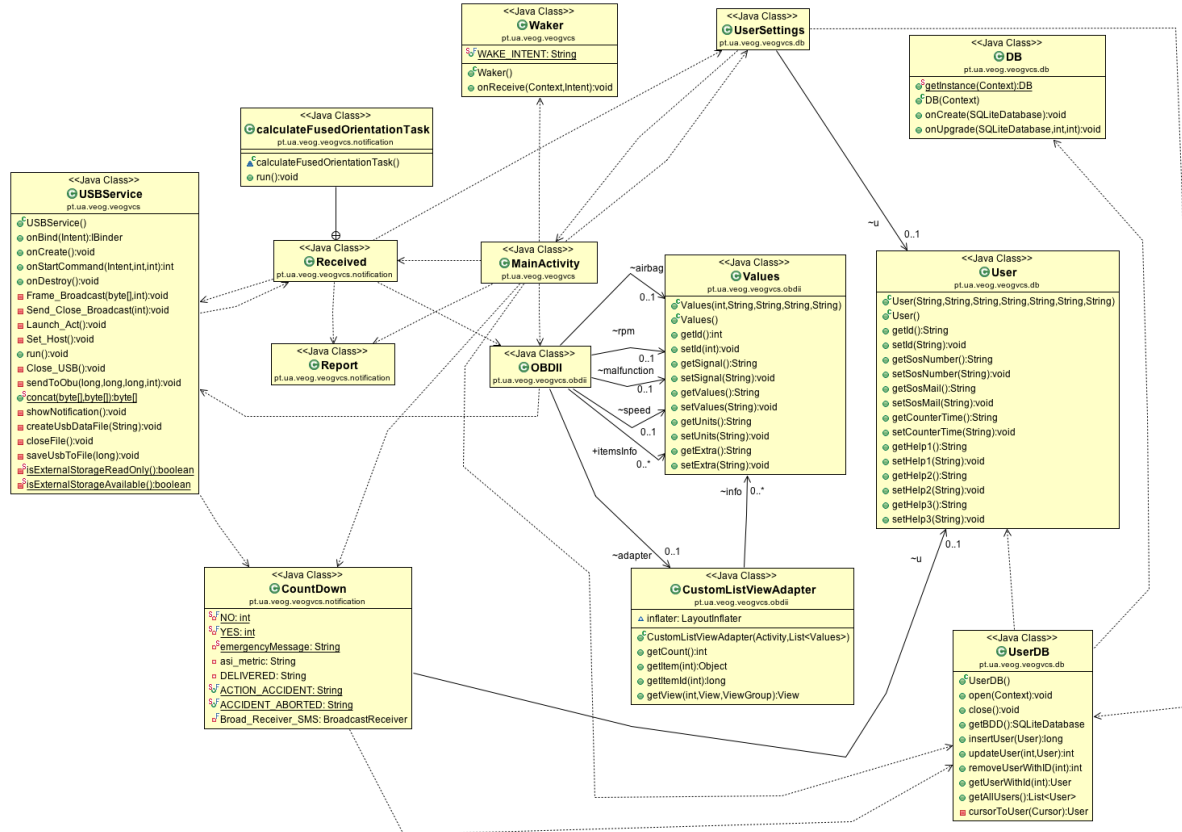 <<Java Class>>
Waker
pt.ua.veog.veogvcs
WAKE_INTENT: String
Waker()
onReceive(Context,Intent):void
<<Java Class>>
UserSettings
pt.ua.veog.veogvcs.db
<<Java Class>>
DB
pt.ua.veog.veogvcs.db
getInstance(Context):DB
DB(Context)
onCreate(SQLiteDatabase):void
onUpgrade(SQLiteDatabase,int,int):void
<<Java Class>>
calculateFusedOrientationTask
pt.ua.veog.veogvcs.notification
calculateFusedOrientationTask()
run():void
<<Java Class>>
USBService
pt.ua.veog.veogvcs
USBService()
onBind(Intent):IBinder
onCreate():void
onStartCommand(Intent,int,int):int
onDestroy():void
Frame_Broadcast(byte[],int):void
Send_Close_Broadcast(int):void
Launch_Act():void
Set_Host():void
run():void
Close_USB():void
sendToObu(long,long,long,int):void
concat(byte[],byte[]):byte[]
showNotification():void
createUsbDataFile(String):void
closeFile():void
saveUsbToFile(long):void
isExternalStorageReadOnly():boolean
isExternalStorageAvailable():boolean
<<Java Class>>
Received
pt.ua.veog.veogvcs.notification
<<Java Class>>
MainActivity
pt.ua.veog.veogvcs
<<Java Class>>
Report
pt.ua.veog.veogvcs.notification
<<Java Class>>
OBDII
pt.ua.veog.veogvcs.obdii
~airbag
0..1
~rpm
0..1
~malfunction
0..1
~speed
0..1
+itemsInfo
0..*
~adapter
0..1
~info
0..*
~u
0..1
<<Java Class>>
Values
pt.ua.veog.veogvcs.obdii
Values(int,String,String,String,String)
Values()
getId():int
setId(int):void
getSignal():String
setSignal(String):void
getValues():String
setValues(String):void
getUnits():String
setUnits(String):void
getExtra():String
setExtra(String):void
<<Java Class>>
User
pt.ua.veog.veogvcs.db
User(String,String,String,String,String,String,String)
User()
getId():String
setId(String):void
getSosNumber():String
setSosNumber(String):void
getSosMail():String
setSosMail(String):void
getCounterTime():String
setCounterTime(String):void
getHelp1():String
setHelp1(String):void
getHelp2():String
setHelp2(String):void
getHelp3():String
setHelp3(String):void
~u
0..1
<<Java Class>>
CountDown
pt.ua.veog.veogvcs.notification
NO: int
YES: int
emergencyMessage: String
asi_metric: String
DELIVERED: String
ACTION_ACCIDENT: String
ACCIDENT_ABORTED: String
Broad_Receiver_SMS: BroadcastReceiver
<<Java Class>>
CustomListViewAdapter
pt.ua.veog.veogvcs.obdii
inflater: LayoutInflater
CustomListViewAdapter(Activity,List<Values>)
getCount():int
getItem(int):Object
getItemId(int):long
getView(int,View,ViewGroup):View
<<Java Class>>
UserDB
pt.ua.veog.veogvcs.db
UserDB()
open(Context):void
close():void
getBDD():SQLiteDatabase
insertUser(User):long
updateUser(int,User):int
removeUserWithID(int):int
getUserWithId(int):User
getAllUsers():List<User>
cursorToUser(Cursor):User